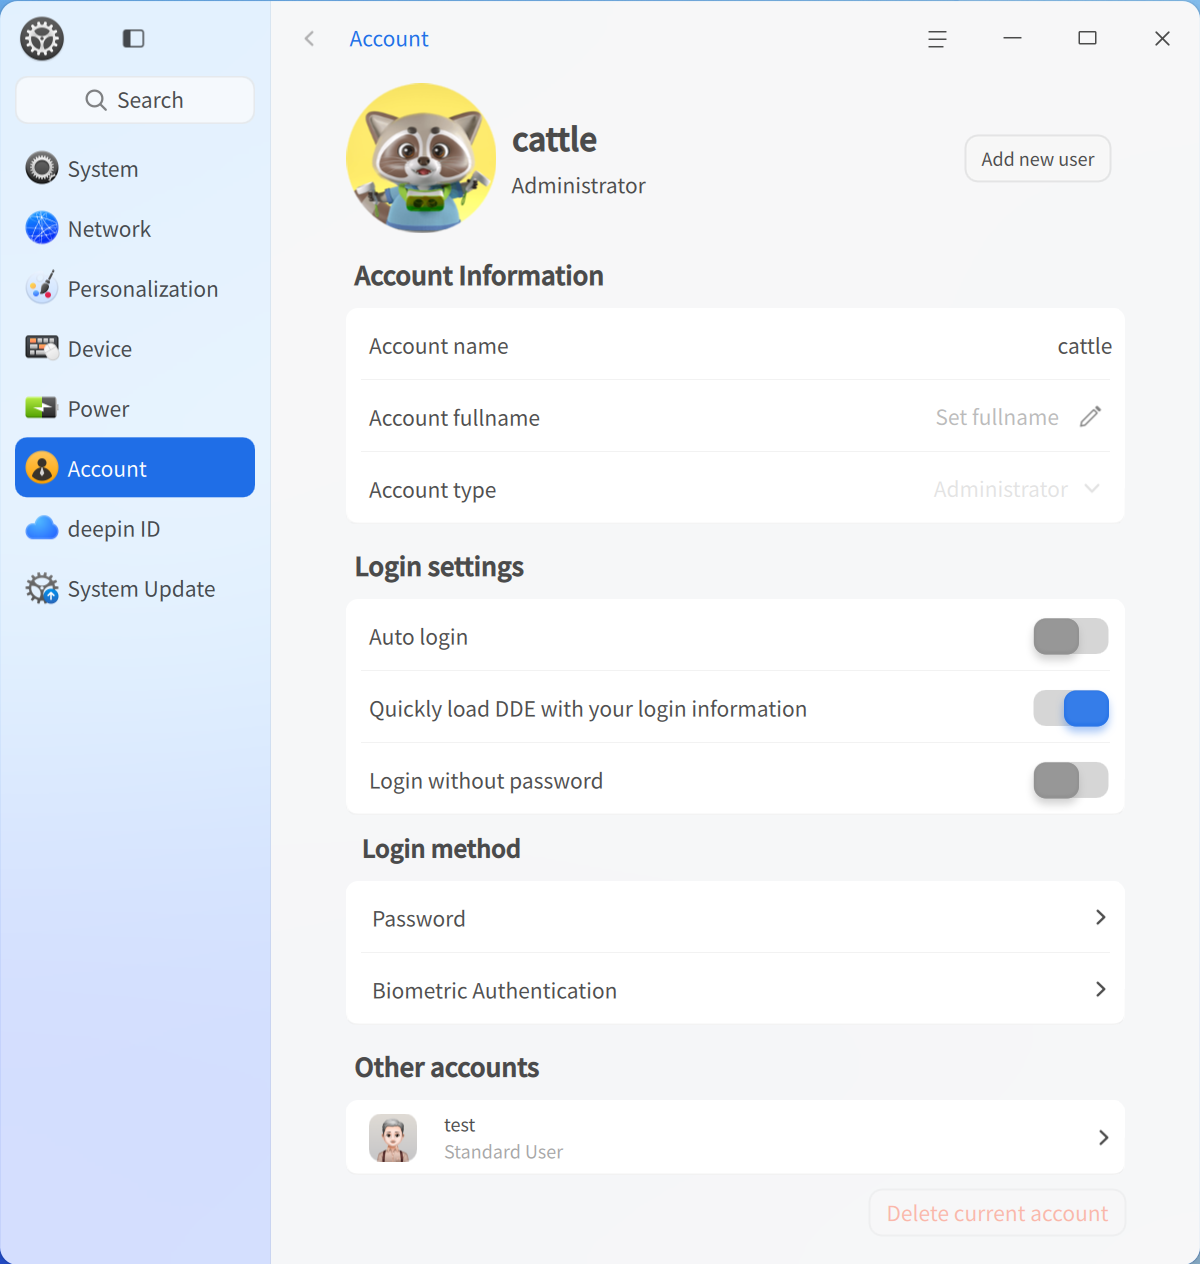 Account
Search
System
Network
Personalization
Device
Power
Account
deepin ID
System Update
cattle
Administrator
Add new user
Account Information
Account name cattle
Account fullname Set fullname
Account type Administrator
Login settings
Auto login
Quickly load DDE with your login information
Login without password
Login method
Password
Biometric Authentication
Other accounts
test
Standard User
Delete current account